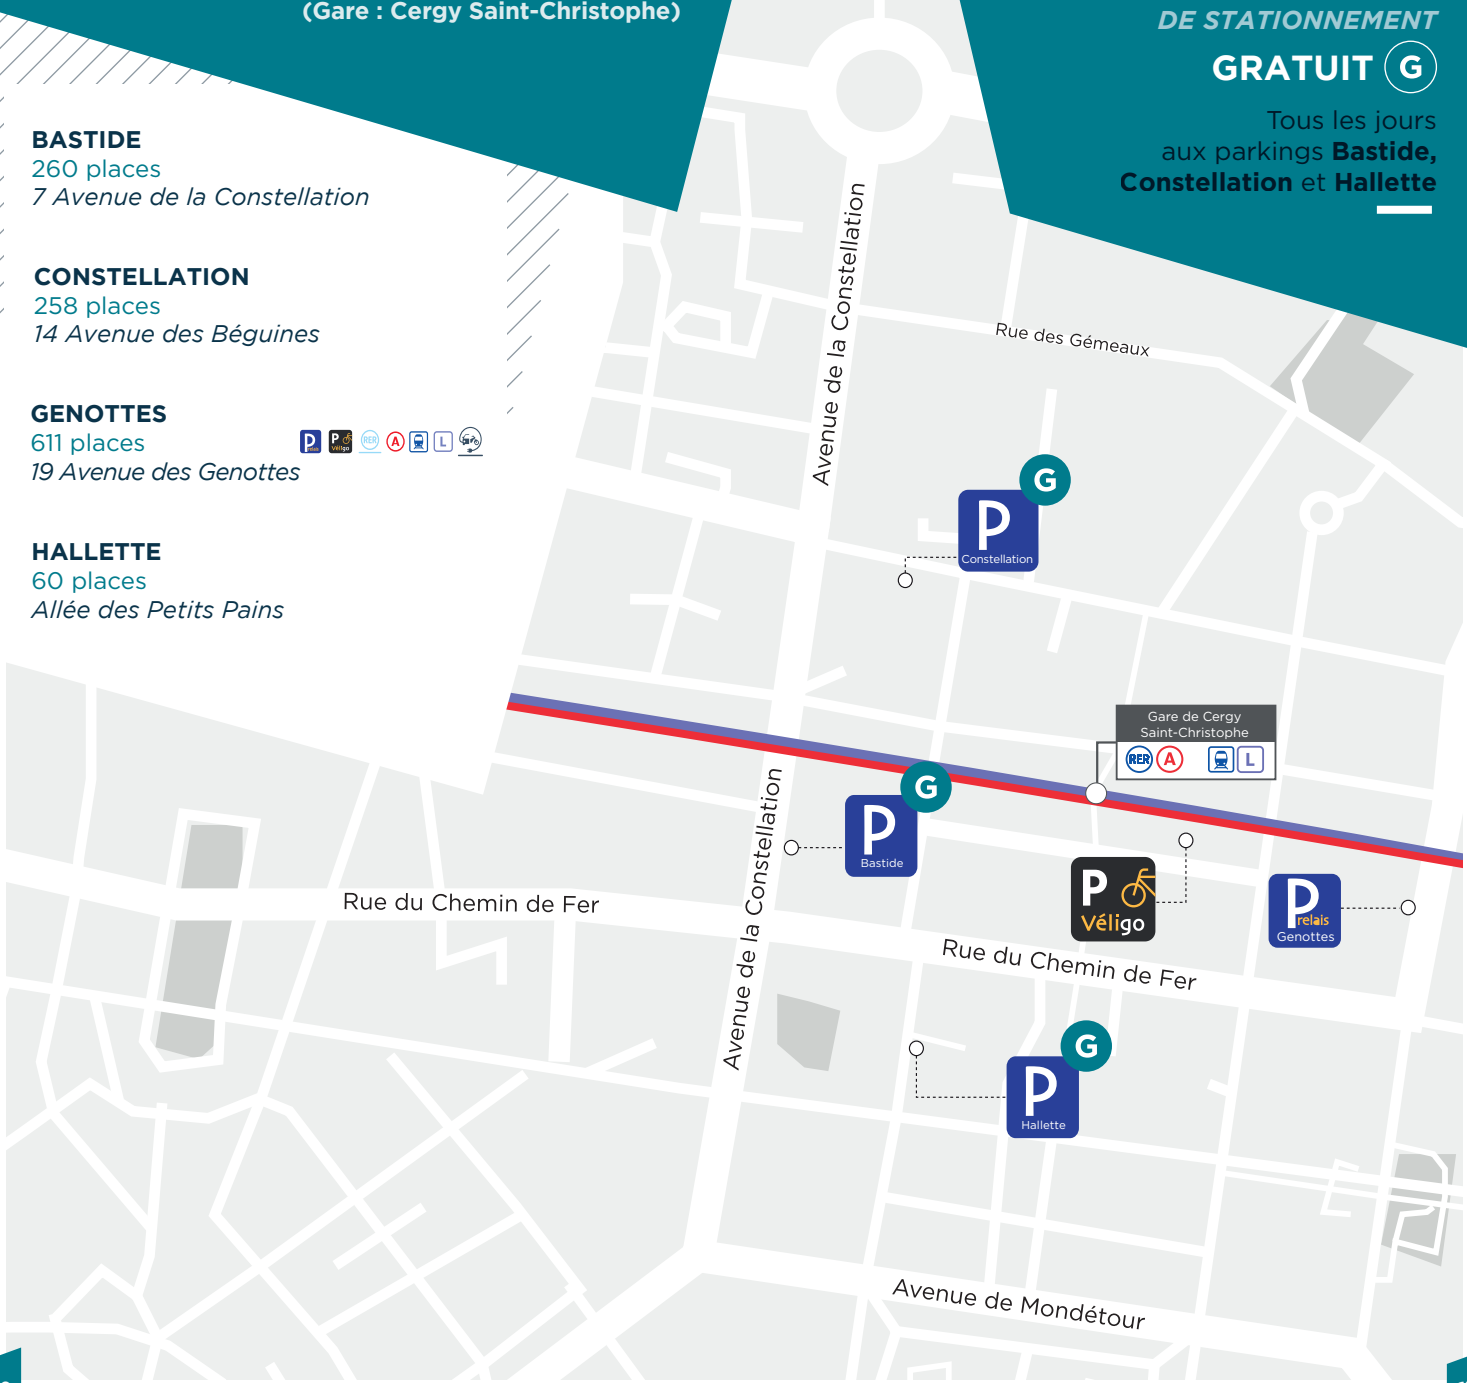 (Gare : Cergy Saint-Christophe)
DE STATIONNEMENT
GRATUIT G
Tous les jours
aux parkings Bastide,
Constellation et Hallette
BASTIDE
260 places
7 Avenue de la Constellation
CONSTELLATION
258 places
14 Avenue des Béguines
GENOTTES
611 places
P relais P Véligo RER A L
19 Avenue des Genottes
HALLETTE
60 places
Allée des Petits Pains
Avenue de la Constellation
Rue des Gémeaux
G
P
Constellation
Gare de Cergy
Saint-Christophe
RER A L
G
P
Bastide
Avenue de la Constellation
P
Véligo
P
relais
Genottes
Rue du Chemin de Fer
Rue du Chemin de Fer
G
P
Hallette
Avenue de Mondétour